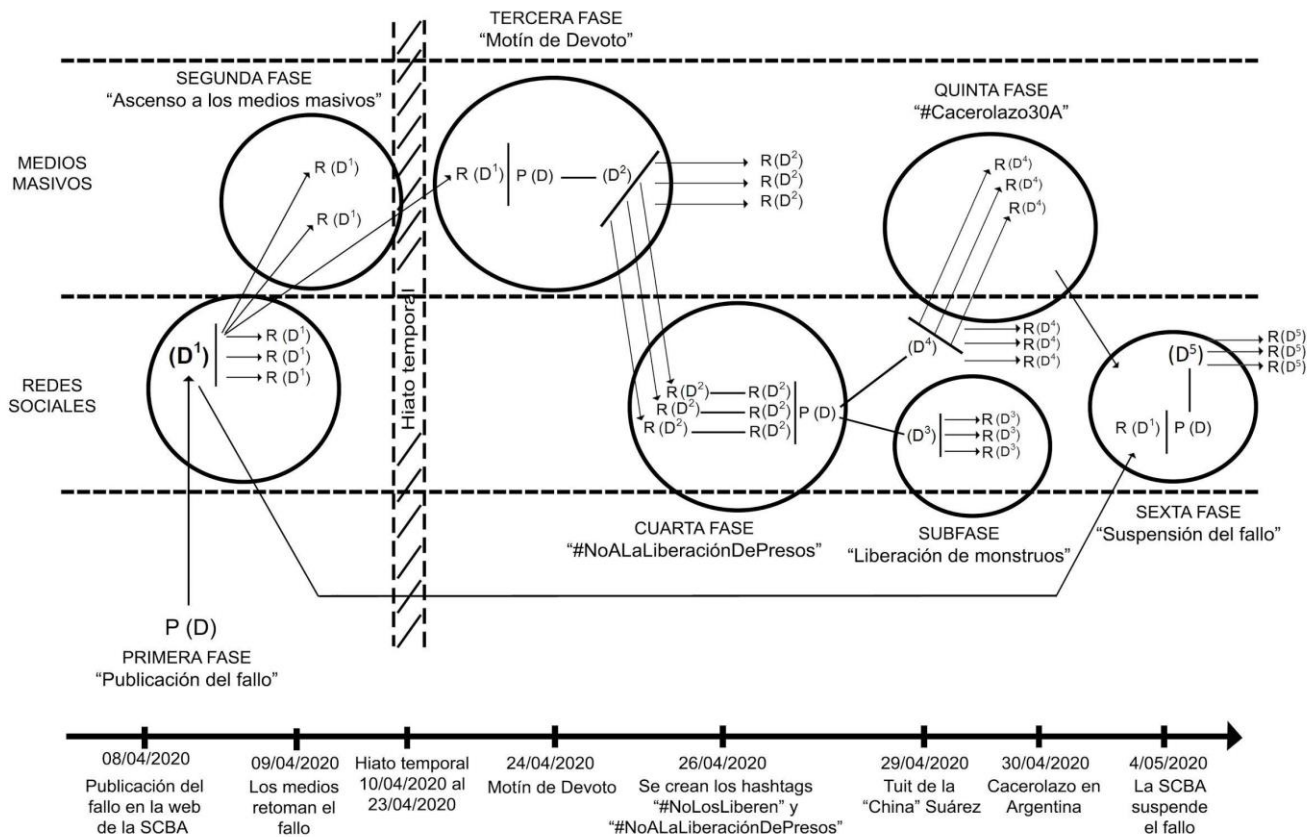 TERCERA FASE
“Motín de Devoto”
SEGUNDA FASE
“Ascenso a los medios masivos”
QUINTA FASE
“#Cacerolazo30A”
MEDIOS
MASIVOS
R (D¹)
R (D¹)
R (D¹) P (D) (D²)
R (D²)
R (D²)
R (D²)
R (D⁴)
R (D⁴)
R (D⁴)
Hiato temporal
REDES
SOCIALES
(D¹)
R (D¹)
R (D¹)
R (D¹)
R (D²) R (D²)
R (D²) R (D²)
R (D²) R (D²)
P (D)
(D⁴)
R (D⁴)
R (D⁴)
R (D⁴)
(D³)
R (D³)
R (D³)
R (D³)
(D⁵)
R (D⁵)
R (D⁵)
R (D⁵)
R (D¹) P (D)
CUARTA FASE
“#NoALaLiberaciónDePresos”
SUBFASE
“Liberación de monstruos”
SEXTA FASE
“Suspensión del fallo”
P (D)
PRIMERA FASE
“Publicación del fallo”
08/04/2020
Publicación del
fallo en la web
de la SCBA
09/04/2020
Los medios
retoman el
fallo
Hiato temporal
10/04/2020 al
23/04/2020
24/04/2020
Motín de Devoto
26/04/2020
Se crean los hashtags
“#NoLosLiberen” y
“#NoALaLiberaciónDePresos”
29/04/2020
Tuit de la
“China” Suárez
30/04/2020
Cacerolazo en
Argentina
4/05/2020
La SCBA
suspende
el fallo